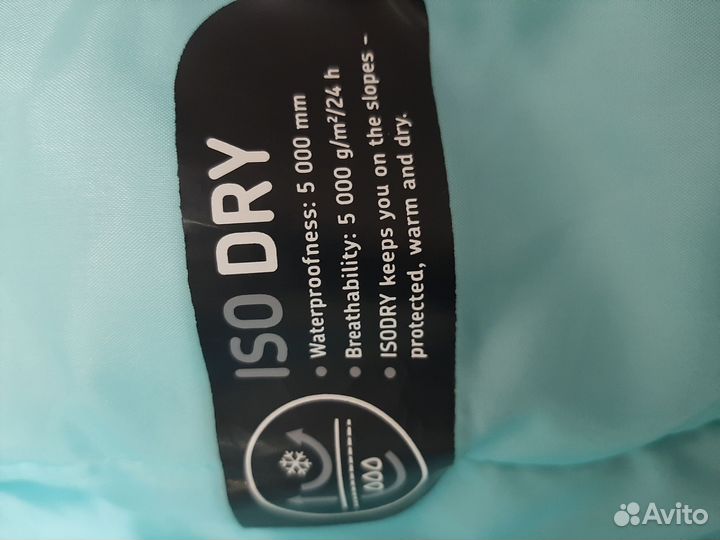 ISO DRY
• Waterproofness: 5 000 mm
• Breathability: 5 000 g/m²/24 h
• ISODRY keeps you on the slopes -
protected, warm and dry.
Avito